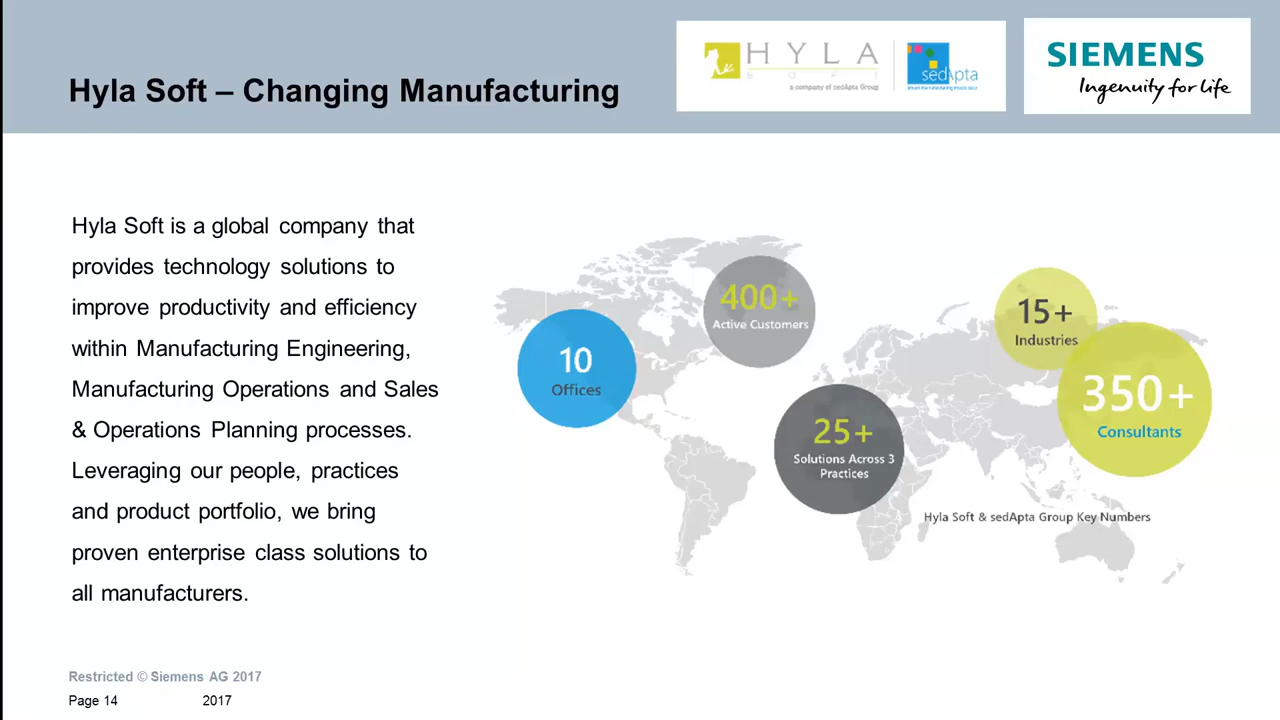 Hyla Soft – Changing Manufacturing
HYLA
SOFT
a company of sedApta Group
sedApta
SIEMENS
Ingenuity for life
Hyla Soft is a global company that
provides technology solutions to
improve productivity and efficiency
within Manufacturing Engineering,
Manufacturing Operations and Sales
& Operations Planning processes.
Leveraging our people, practices
and product portfolio, we bring
proven enterprise class solutions to
all manufacturers.
400+
Active Customers
15+
Industries
10
Offices
350+
Consultants
25+
Solutions Across 3
Practices
Hyla Soft & sedApta Group Key Numbers
Restricted © Siemens AG 2017
Page 14 2017